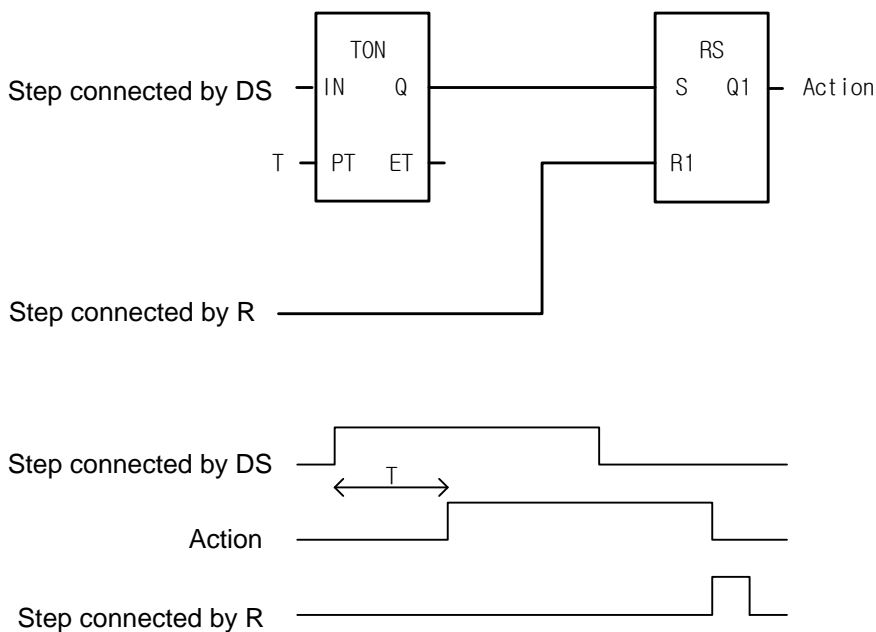 TON
RS
Step connected by DS
IN
Q
S
Q1
Action
T
PT
ET
R1
Step connected by R
Step connected by DS
T
Action
Step connected by R